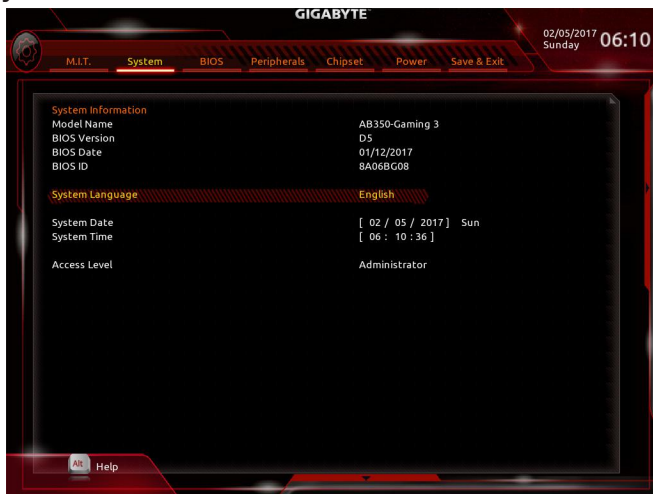 GIGABYTE™
02/05/2017 Sunday 06:10
M.I.T. System BIOS Peripherals Chipset Power Save & Exit
System Information
Model Name AB350-Gaming 3
BIOS Version D5
BIOS Date 01/12/2017
BIOS ID 8A06BG08
System Language English
System Date [ 02 / 05 / 2017 ] Sun
System Time [ 06 : 10 : 36 ]
Access Level Administrator
Alt Help